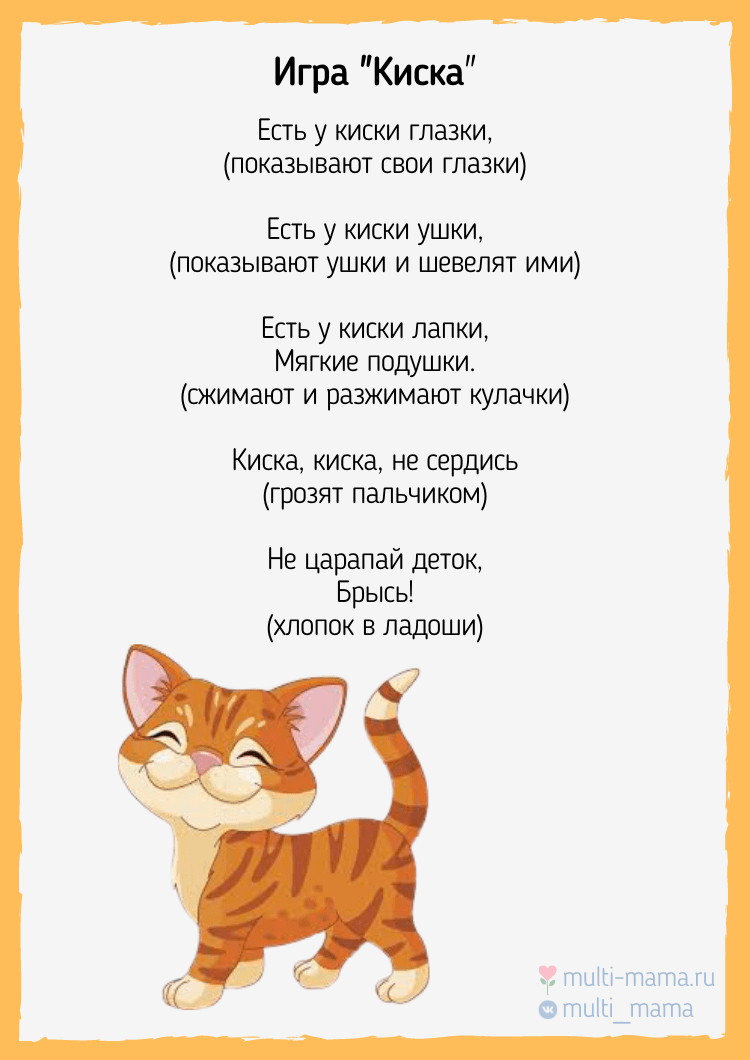 Игра "Киска"
Есть у киски глазки,
(показывают свои глазки)
Есть у киски ушки,
(показывают ушки и шевелят ими)
Есть у киски лапки,
Мягкие подушки.
(сжимают и разжимают кулачки)
Киска, киска, не сердись
(грозят пальчиком)
Не царапай деток,
Брысь!
(хлопок в ладоши)
multi-mama.ru
multi_mama